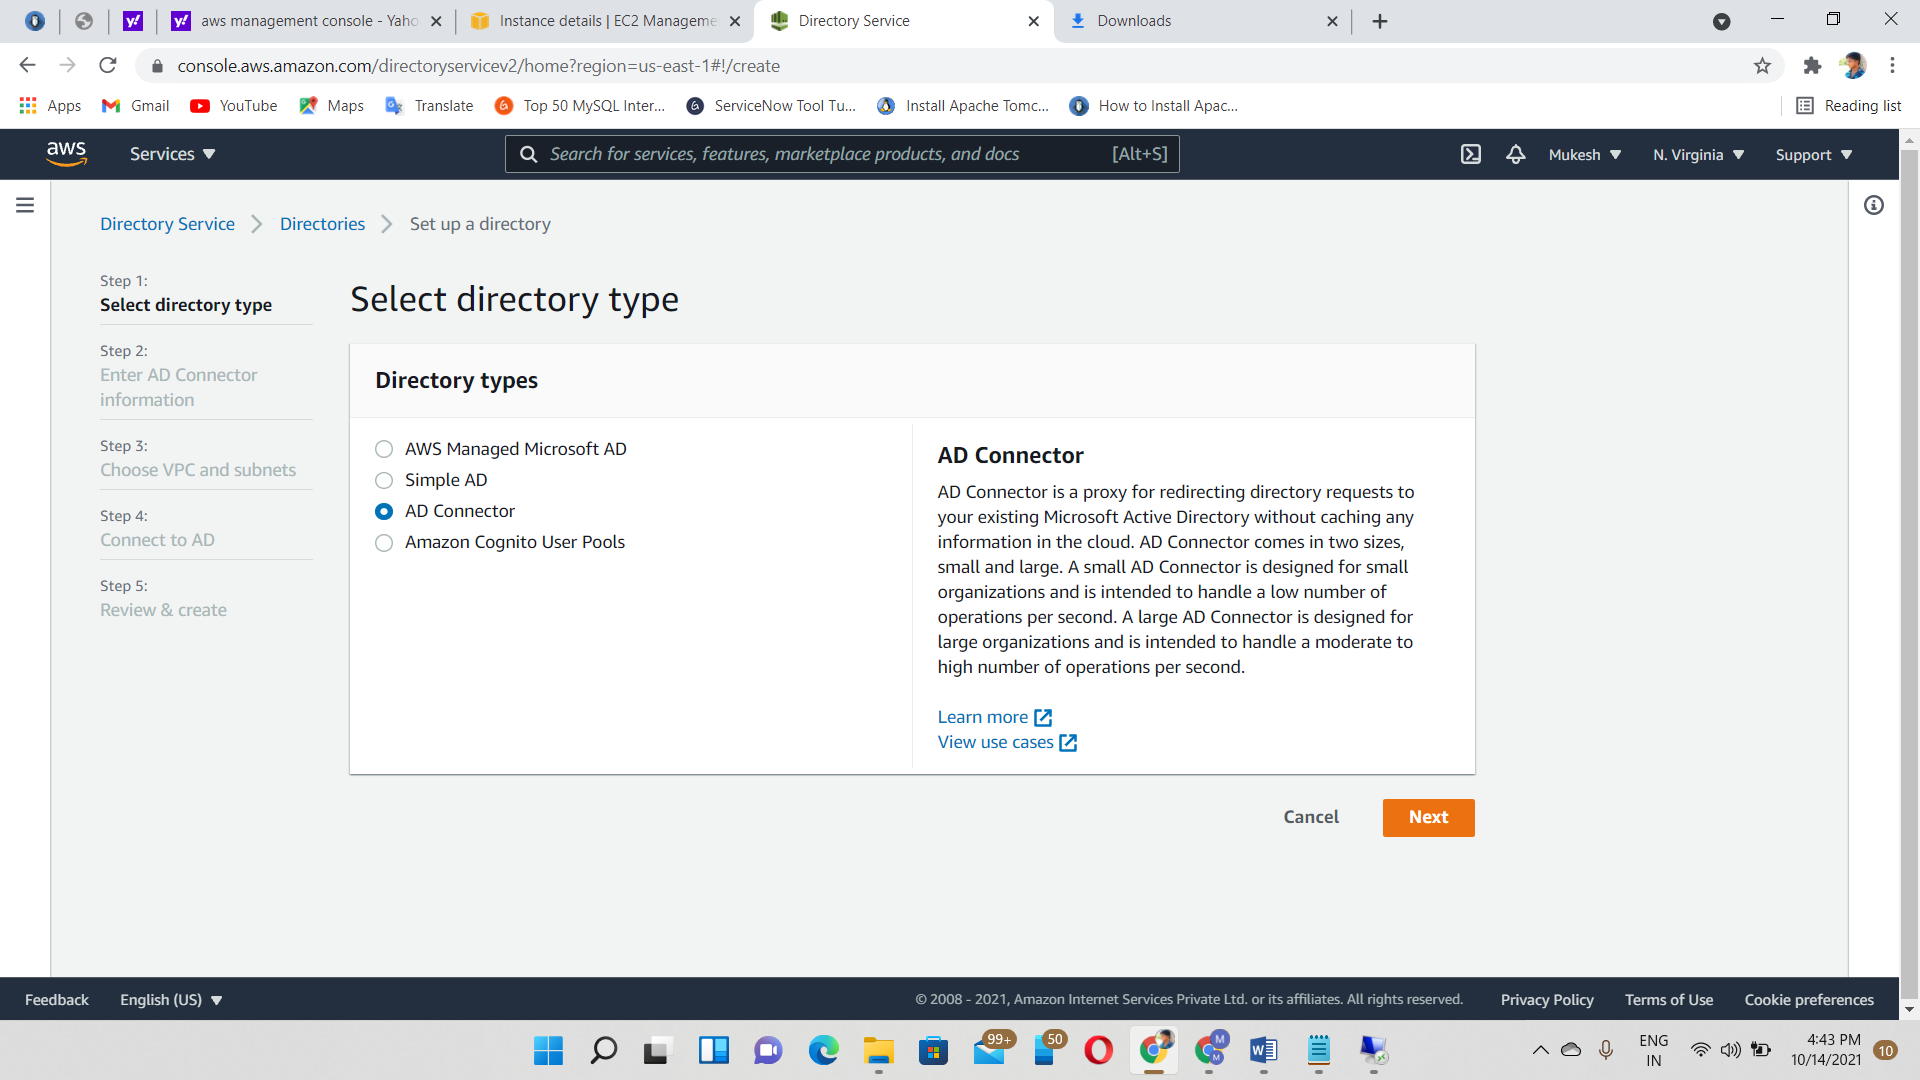 aws management console - Yaho
Instance details | EC2 Manageme
Directory Service
Downloads
console.aws.amazon.com/directoryservicev2/home?region=us-east-1#!/create
Apps
Gmail
YouTube
Maps
Translate
Top 50 MySQL Inter...
ServiceNow Tool Tu...
Install Apache Tomc...
How to Install Apac...
Reading list
aws
Services
Search for services, features, marketplace products, and docs
[Alt+S]
Mukesh
N. Virginia
Support
Directory Service
Directories
Set up a directory
Step 1:
Select directory type
Step 2:
Enter AD Connector
information
Step 3:
Choose VPC and subnets
Step 4:
Connect to AD
Step 5:
Review & create
Select directory type
Directory types
AWS Managed Microsoft AD
Simple AD
AD Connector
Amazon Cognito User Pools
AD Connector
AD Connector is a proxy for redirecting directory requests to
your existing Microsoft Active Directory without caching any
information in the cloud. AD Connector comes in two sizes,
small and large. A small AD Connector is designed for small
organizations and is intended to handle a low number of
operations per second. A large AD Connector is designed for
large organizations and is intended to handle a moderate to
high number of operations per second.
Learn more
View use cases
Cancel
Next
Feedback
English (US)
© 2008 - 2021, Amazon Internet Services Private Ltd. or its affiliates. All rights reserved.
Privacy Policy
Terms of Use
Cookie preferences
99+
50
M
M
ENG
IN
4:43 PM
10/14/2021
10